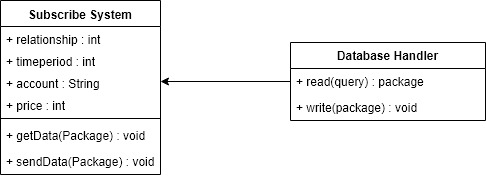 Subscribe System
+ relationship : int
+ timeperiod : int
+ account : String
+ price : int
+ getData(Package) : void
+ sendData(Package) : void
Database Handler
+ read(query) : package
+ write(package) : void